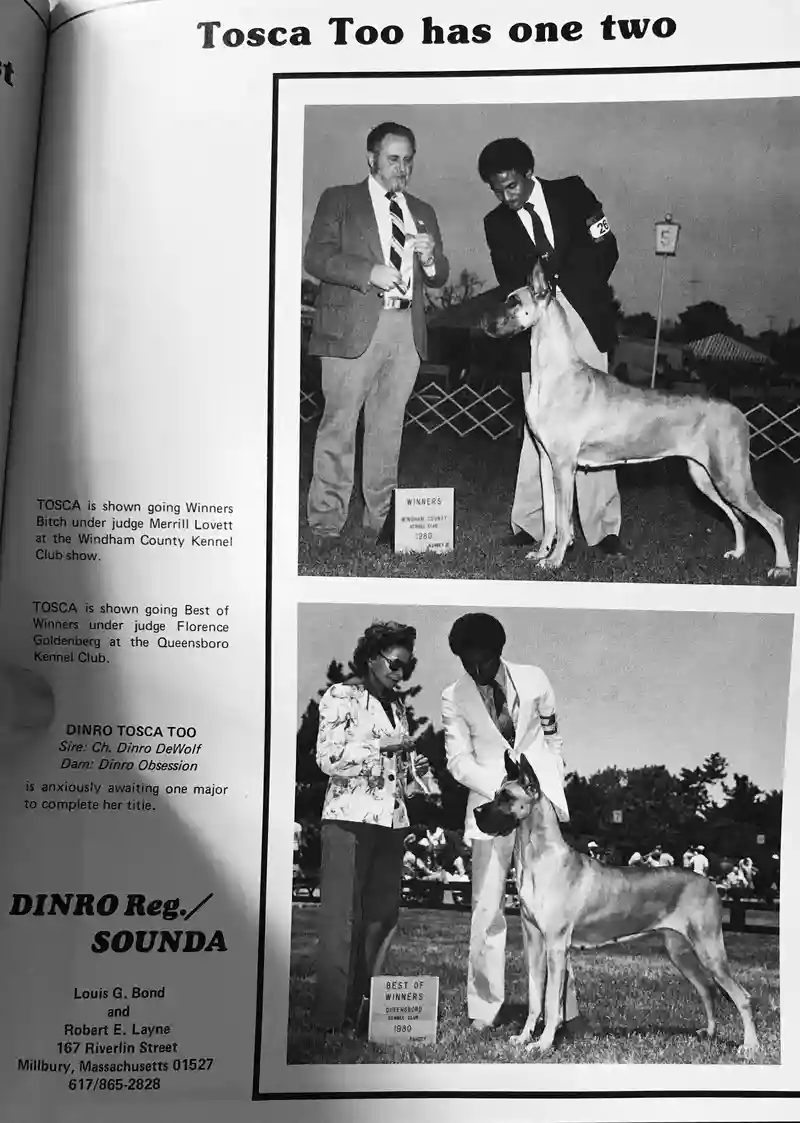 Tosca Too has one two
TOSCA is shown going Winners
Bitch under judge Merrill Lovett
at the Windham County Kennel
Club show.
TOSCA is shown going Best of
Winners under judge Florence
Goldenberg at the Queensboro
Kennel Club.
DINRO TOSCA TOO
Sire: Ch. Dinro DeWolf
Dam: Dinro Obsession
is anxiously awaiting one major
to complete her title.
DINRO Reg./
SOUNDA
Louis G. Bond
and
Robert E. Layne
167 Riverlin Street
Millbury, Massachusetts 01527
617/865-2828
26
5
WINNERS
WINDHAM COUNTY
KENNEL CLUB
1980
BEST OF
WINNERS
QUEENSBORO
KENNEL CLUB
1980